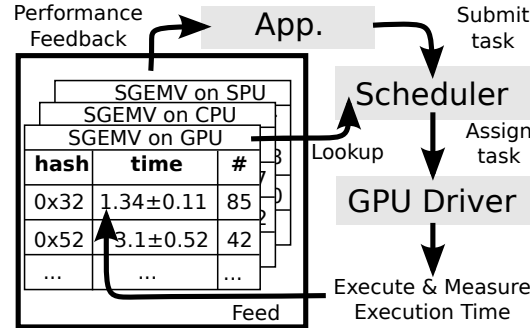 Performance
Feedback
App.
Submit
task
SGEMV on SPU
SGEMV on CPU
SGEMV on GPU
hash time #
0x32 1.34±0.11 85
0x52 3.1±0.52 42
... ... ...
Lookup
Scheduler
Assign
task
GPU Driver
Execute & Measure
Execution Time
Feed